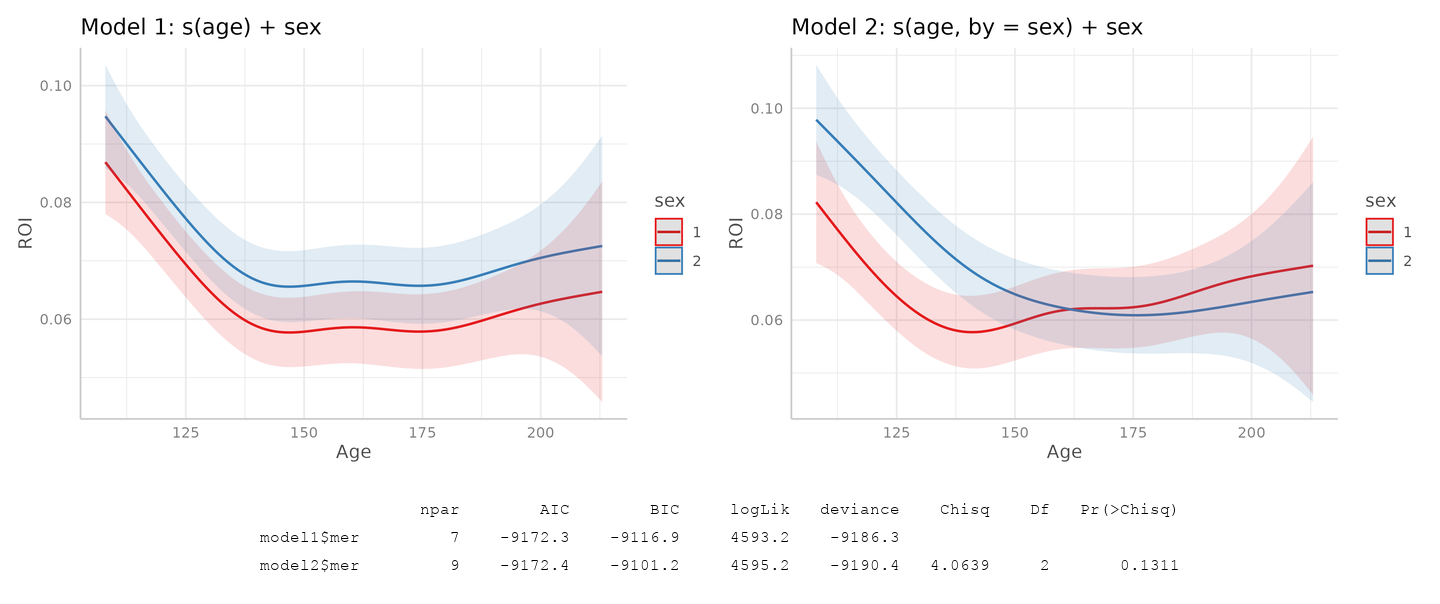 Model 1: s(age) + sex
0.10
0.08
0.06
ROI
125 150 175 200
Age
sex
1
2
Model 2: s(age, by = sex) + sex
0.10
0.08
0.06
ROI
125 150 175 200
Age
sex
1
2
npar AIC BIC logLik deviance Chisq Df Pr(>Chisq)
model1$mer 7 -9172.3 -9116.9 4593.2 -9186.3
model2$mer 9 -9172.4 -9101.2 4595.2 -9190.4 4.0639 2 0.1311